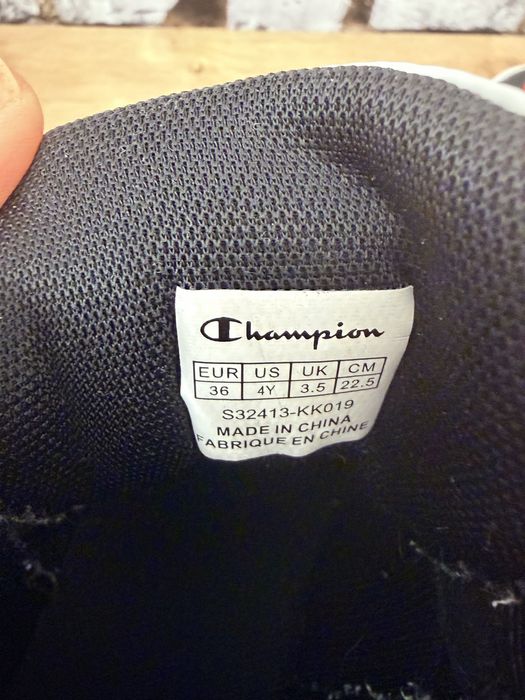 Champion
EUR US UK CM
36 4Y 3.5 22.5
S32413-KK019
MADE IN CHINA
FABRIQUE EN CHINE